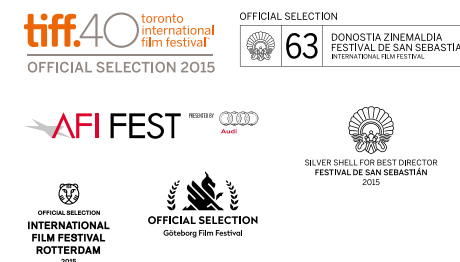 tiff.40 toronto
international
film festival
OFFICIAL SELECTION 2015
OFFICIAL SELECTION
63
DONOSTIA ZINEMALDIA
FESTIVAL DE SAN SEBASTIÁ
INTERNATIONAL FILM FESTIVAL
AFI FEST
PRESENTED BY
Audi
SILVER SHELL FOR BEST DIRECTOR
FESTIVAL DE SAN SEBASTIÁN
2015
OFFICIAL SELECTION
INTERNATIONAL
FILM FESTIVAL
ROTTERDAM
2015
OFFICIAL SELECTION
Göteborg Film Festival